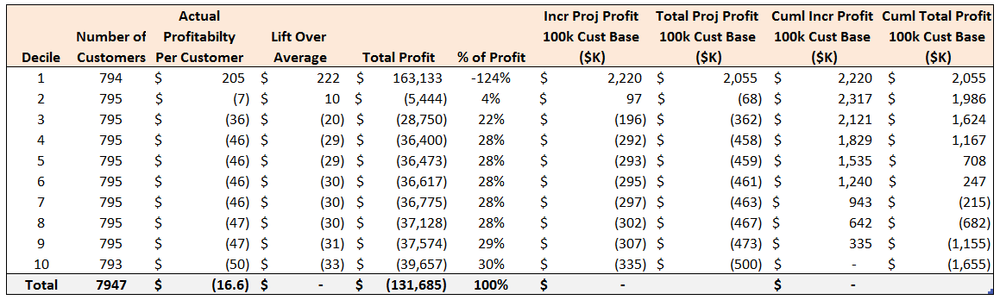 Actual Incr Proj Profit Total Proj Profit Cuml Incr Profit Cuml Total Profit
Number of Profitabilty Lift Over 100k Cust Base 100k Cust Base 100k Cust Base 100k Cust Base
Decile Customers Per Customer Average Total Profit % of Profit ($K) ($K) ($K) ($K)
1 794 $ 205 $ 222 $ 163,133 -124% $ 2,220 $ 2,055 $ 2,220 $ 2,055
2 795 $ (7) $ 10 $ (5,444) 4% $ 97 $ (68) $ 2,317 $ 1,986
3 795 $ (36) $ (20) $ (28,750) 22% $ (196) $ (362) $ 2,121 $ 1,624
4 795 $ (46) $ (29) $ (36,400) 28% $ (292) $ (458) $ 1,829 $ 1,167
5 795 $ (46) $ (29) $ (36,473) 28% $ (293) $ (459) $ 1,535 $ 708
6 795 $ (46) $ (30) $ (36,617) 28% $ (295) $ (461) $ 1,240 $ 247
7 795 $ (46) $ (30) $ (36,775) 28% $ (297) $ (463) $ 943 $ (215)
8 795 $ (47) $ (30) $ (37,128) 28% $ (302) $ (467) $ 642 $ (682)
9 795 $ (47) $ (31) $ (37,574) 29% $ (307) $ (473) $ 335 $ (1,155)
10 793 $ (50) $ (33) $ (39,657) 30% $ (335) $ (500) $ - $ (1,655)
Total 7947 $ (16.6) $ - $ (131,685) 100% $ - $ -